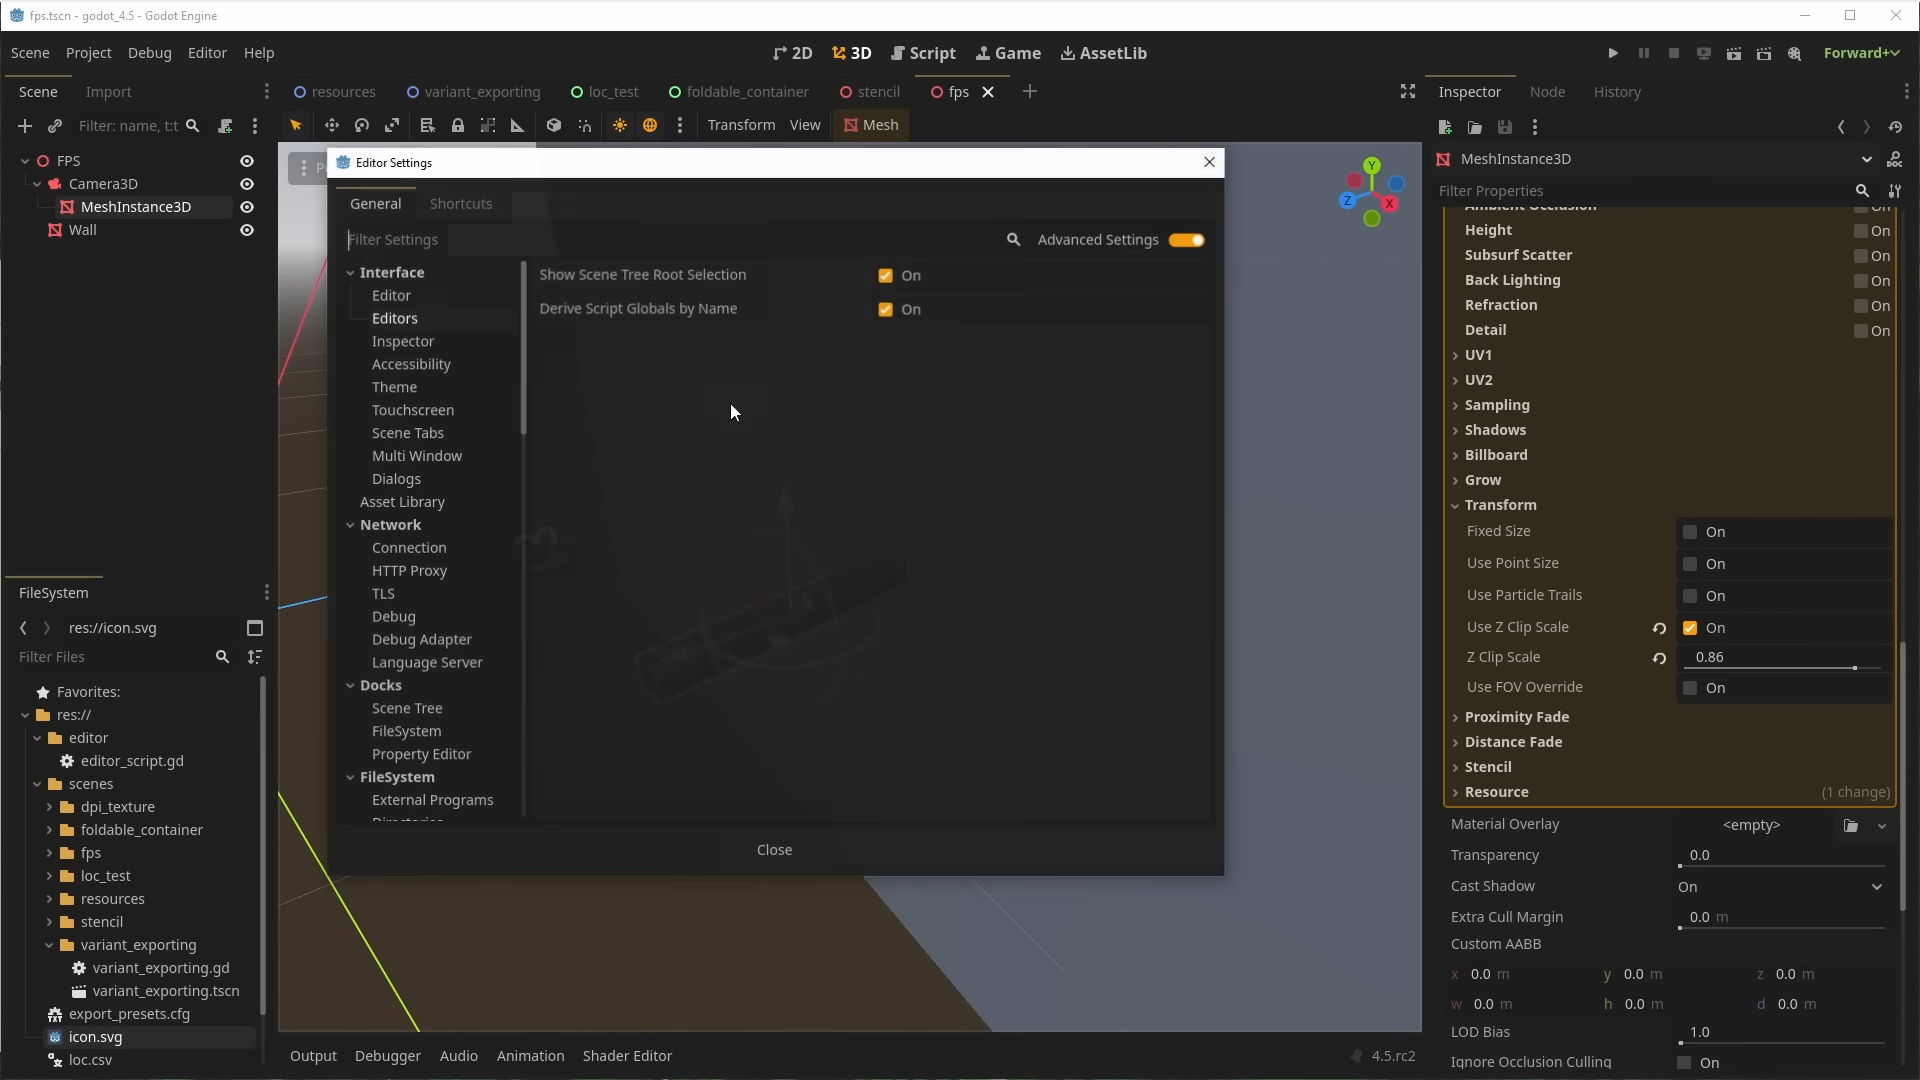 fps.tscn - godot_4.5 - Godot Engine
Scene Project Debug Editor Help
2D 3D Script Game AssetLib
Forward+
Scene Import
resources variant_exporting loc_test foldable_container stencil fps
Inspector Node History
Filter: name, t:t
Transform View Mesh
FPS
Camera3D
MeshInstance3D
Wall
FileSystem
res://icon.svg
Filter Files
Favorites:
res://
editor
editor_script.gd
scenes
dpi_texture
foldable_container
fps
loc_test
resources
stencil
variant_exporting
variant_exporting.gd
variant_exporting.tscn
export_presets.cfg
icon.svg
loc.csv
Editor Settings
General Shortcuts
Filter Settings
Advanced Settings
Interface
Editor
Editors
Inspector
Accessibility
Theme
Touchscreen
Scene Tabs
Multi Window
Dialogs
Asset Library
Network
Connection
HTTP Proxy
TLS
Debug
Debug Adapter
Language Server
Docks
Scene Tree
FileSystem
Property Editor
FileSystem
External Programs
Show Scene Tree Root Selection On
Derive Script Globals by Name On
Close
Y
Z X
Output Debugger Audio Animation Shader Editor
4.5.rc2
MeshInstance3D
Filter Properties
Ambient Occlusion On
Height On
Subsurf Scatter On
Back Lighting On
Refraction On
Detail On
UV1
UV2
Sampling
Shadows
Billboard
Grow
Transform
Fixed Size On
Use Point Size On
Use Particle Trails On
Use Z Clip Scale On
Z Clip Scale 0.86
Use FOV Override On
Proximity Fade
Distance Fade
Stencil
Resource (1 change)
Material Overlay <empty>
Transparency 0.0
Cast Shadow On
Extra Cull Margin 0.0 m
Custom AABB
x 0.0 m y 0.0 m z 0.0 m
w 0.0 m h 0.0 m d 0.0 m
LOD Bias 1.0
Ignore Occlusion Culling On